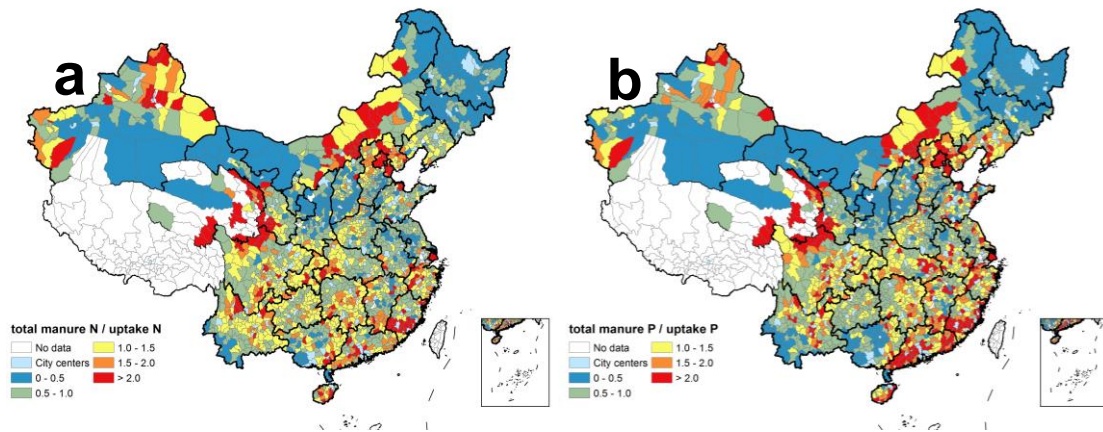 a
total manure N / uptake N
No data
City centers
0 - 0.5
0.5 - 1.0
1.0 - 1.5
1.5 - 2.0
> 2.0
b
total manure P / uptake P
No data
City centers
0 - 0.5
0.5 - 1.0
1.0 - 1.5
1.5 - 2.0
> 2.0